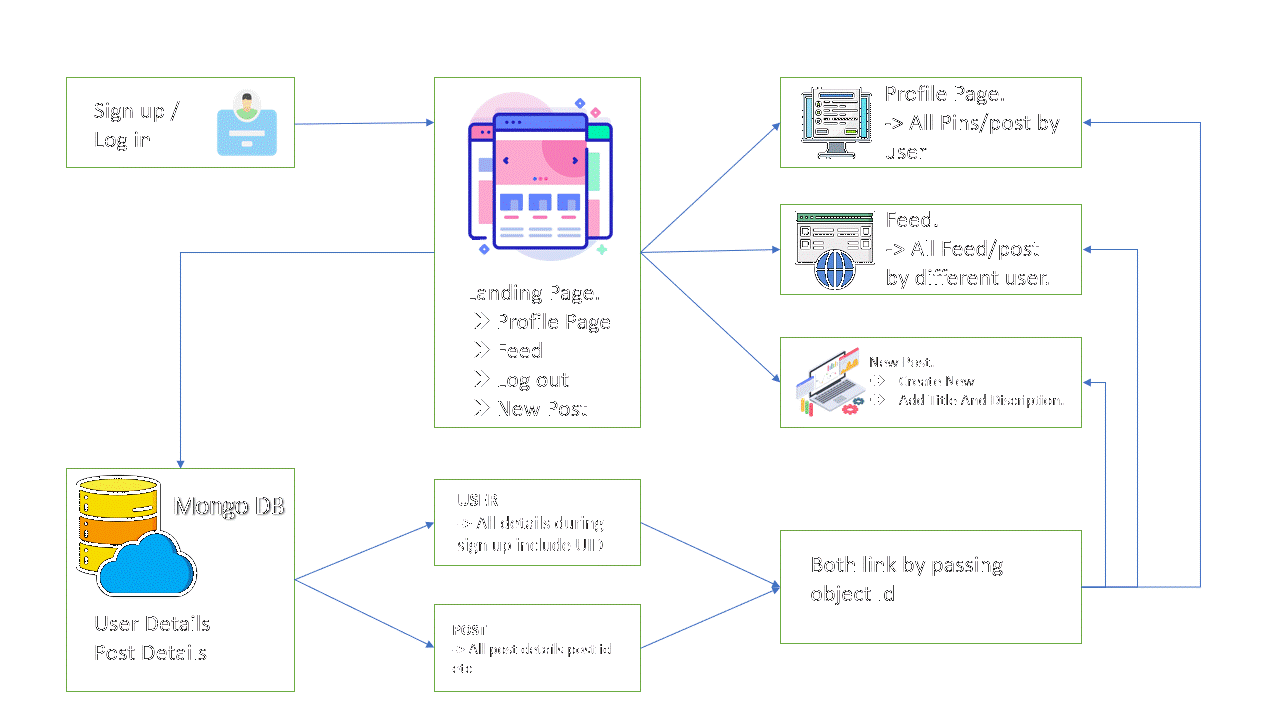 Sign up /
Log in
Landing Page.
Profile Page
Feed
Log out
New Post
Profile Page.
-> All Pins/post by
user
Feed.
-> All Feed/post
by different user.
New Post.
Create New
Add Title And Discription.
Mongo DB
User Details
Post Details
USER
-> All details during
sign up include UID
POST
-> All post details post id
etc
Both link by passing
object id